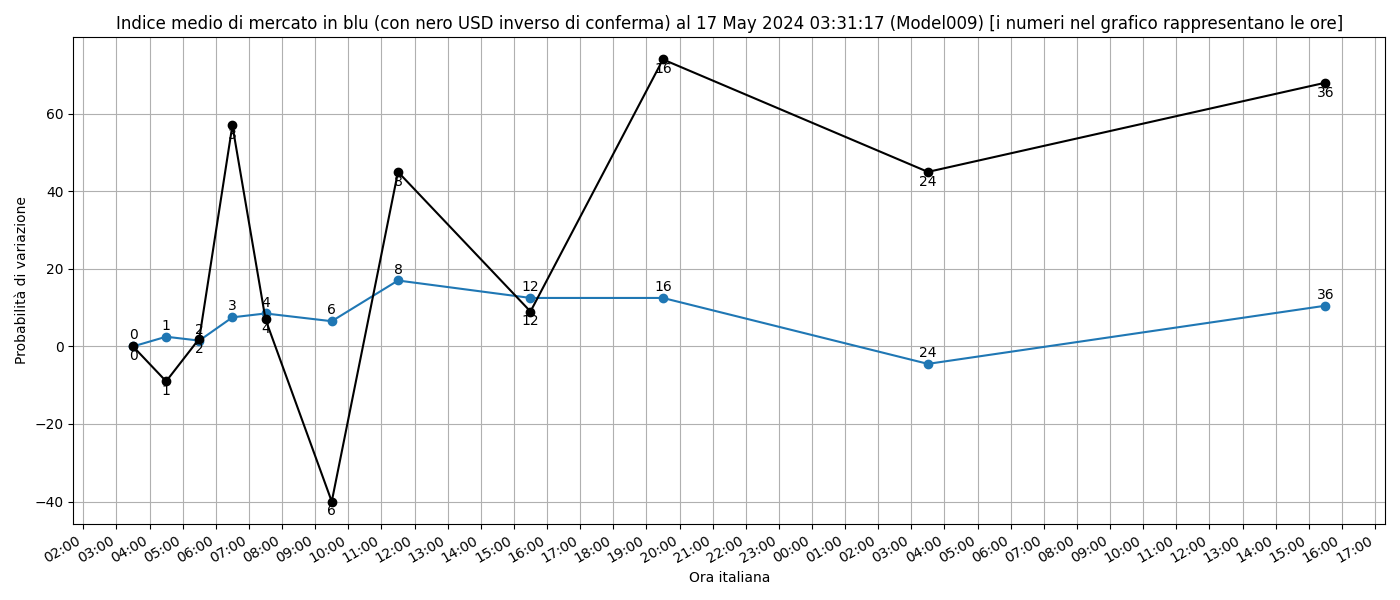 Indice medio di mercato in blu (con nero USD inverso di conferma) al 17 May 2024 03:31:17 (Model009) [i numeri nel grafico rappresentano le ore]
Probabilità di variazione
60
40
20
0
−20
−40
0 1 2 3 4 6 8 12 16 24 36
0 1 2 3 4 6 8 12 16 24 36
02:00 03:00 04:00 05:00 06:00 07:00 08:00 09:00 10:00 11:00 12:00 13:00 14:00 15:00 16:00 17:00 18:00 19:00 20:00 21:00 22:00 23:00 00:00 01:00 02:00 03:00 04:00 05:00 06:00 07:00 08:00 09:00 10:00 11:00 12:00 13:00 14:00 15:00 16:00 17:00
Ora italiana